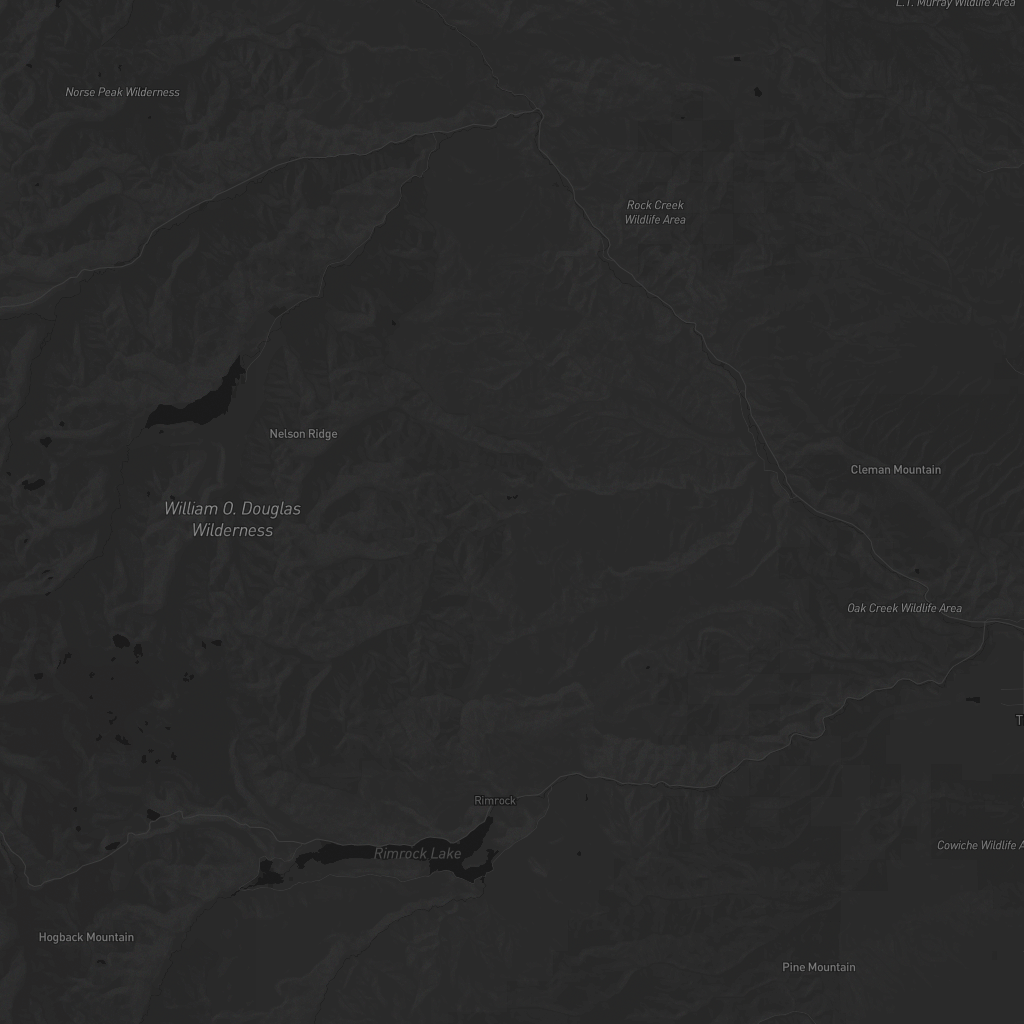 L.T. Murray Wildlife Area
Norse Peak Wilderness
Rock Creek
Wildlife Area
Nelson Ridge
Cleman Mountain
William O. Douglas
Wilderness
Oak Creek Wildlife Area
T
Rimrock
Cowiche Wildlife A
Rimrock Lake
Hogback Mountain
Pine Mountain